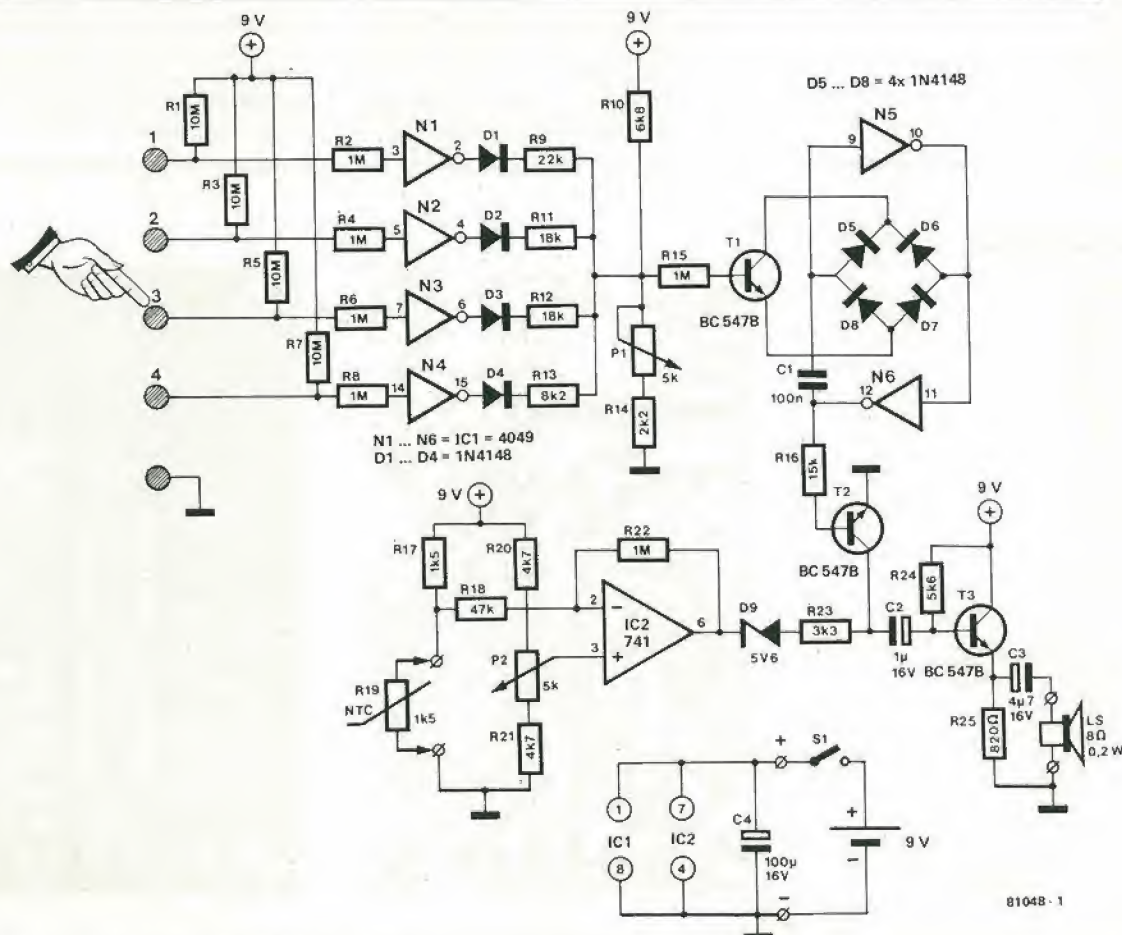 9 V
+
R1
10M
1
R2
1M
3
N1
2
D1
R9
22k
R3
10M
2
R4
1M
5
N2
4
D2
R11
18k
R5
10M
3
R6
1M
7
N3
6
D3
R12
18k
R7
10M
4
R8
1M
14
N4
15
D4
R13
8k2
N1 ... N6 = IC1 = 4049
D1 ... D4 = 1N4148
9 V
+
R10
6k8
R15
1M
P1
5k
R14
2k2
T1
BC 547B
D5 ... D8 = 4x 1N4148
N5
9
10
D5
D6
D8
D7
C1
100n
N6
12
11
R16
15k
T2
BC 547B
9 V
+
R17
1k5
R20
4k7
R18
47k
R22
1M
2
−
IC2
741
6
3
+
P2
5k
R19
NTC
1k5
R21
4k7
D9
5V6
R23
3k3
C2
1µ
16V
9 V
+
R24
5k6
T3
BC 547B
C3
4µ7
16V
R25
820Ω
LS
8Ω
0,2 W
+
S1
1
7
IC1
IC2
8
4
C4
100µ
16V
+
9 V
−
−
81048 - 1